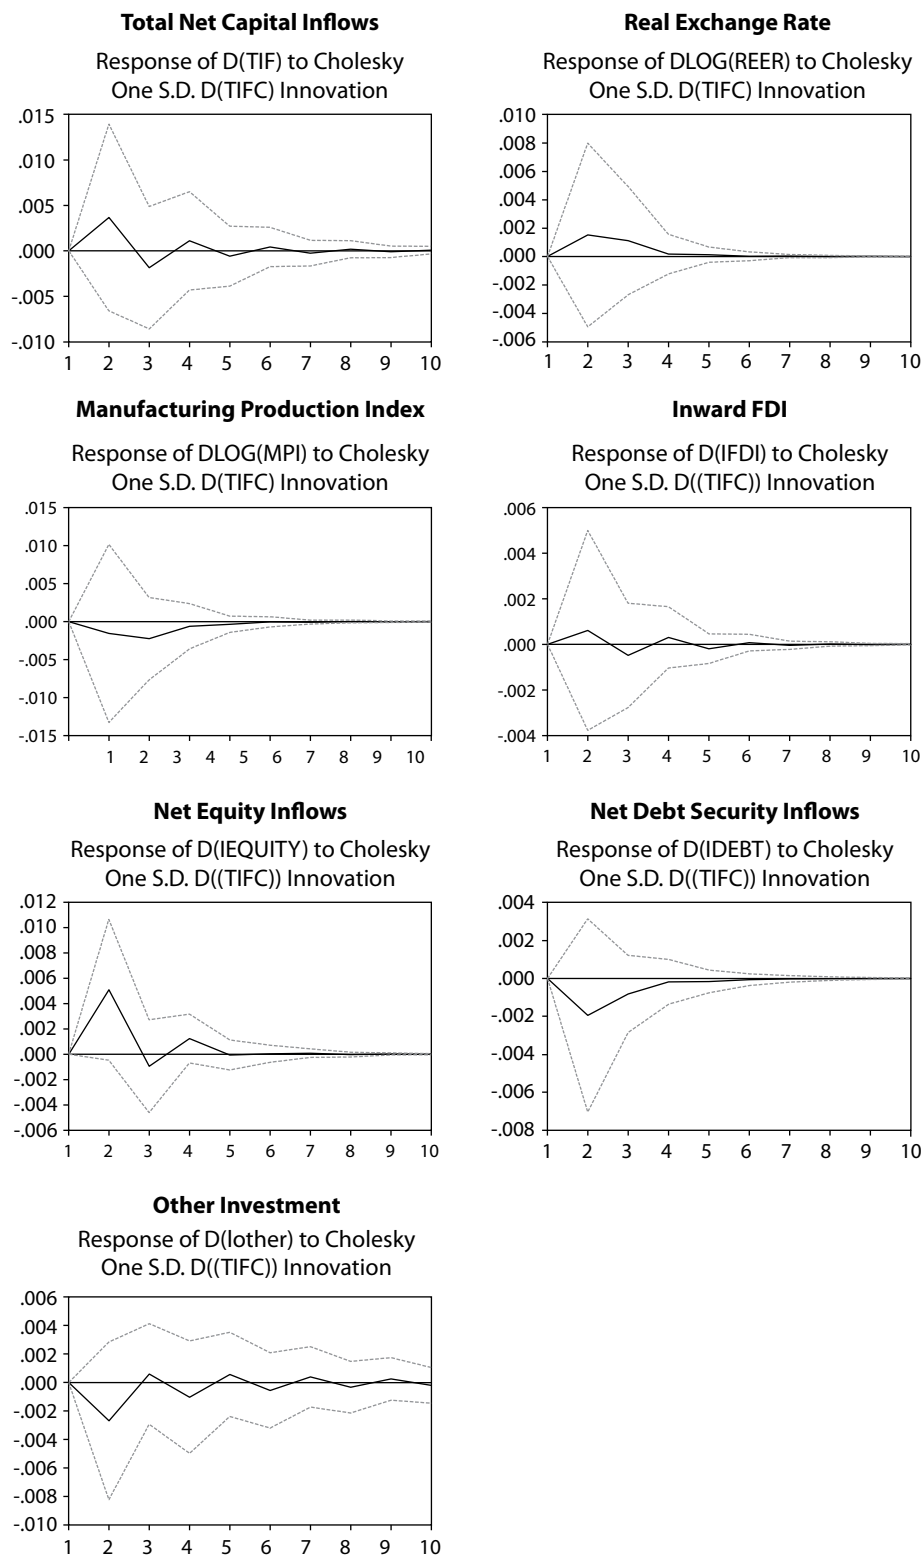 Total Net Capital Inflows
Response of D(TIF) to Cholesky
One S.D. D(TIFC) Innovation
.015
.010
.005
.000
-.005
-.010
1 2 3 4 5 6 7 8 9 10
Real Exchange Rate
Response of DLOG(REER) to Cholesky
One S.D. D(TIFC) Innovation
.010
.008
.006
.004
.002
.000
-.002
-.004
-.006
1 2 3 4 5 6 7 8 9 10
Manufacturing Production Index
Response of DLOG(MPI) to Cholesky
One S.D. D(TIFC) Innovation
.015
.010
.005
.000
-.005
-.010
-.015
1 2 3 4 5 6 7 8 9 10
Inward FDI
Response of D(IFDI) to Cholesky
One S.D. D((TIFC)) Innovation
.006
.004
.002
.000
-.002
-.004
1 2 3 4 5 6 7 8 9 10
Net Equity Inflows
Response of D(IEQUITY) to Cholesky
One S.D. D((TIFC)) Innovation
.012
.010
.008
.006
.004
.002
.000
-.002
-.004
-.006
1 2 3 4 5 6 7 8 9 10
Net Debt Security Inflows
Response of D(IDEBT) to Cholesky
One S.D. D((TIFC)) Innovation
.004
.002
.000
-.002
-.004
-.006
-.008
1 2 3 4 5 6 7 8 9 10
Other Investment
Response of D(lother) to Cholesky
One S.D. D((TIFC)) Innovation
.006
.004
.002
.000
-.002
-.004
-.006
-.008
-.010
1 2 3 4 5 6 7 8 9 10